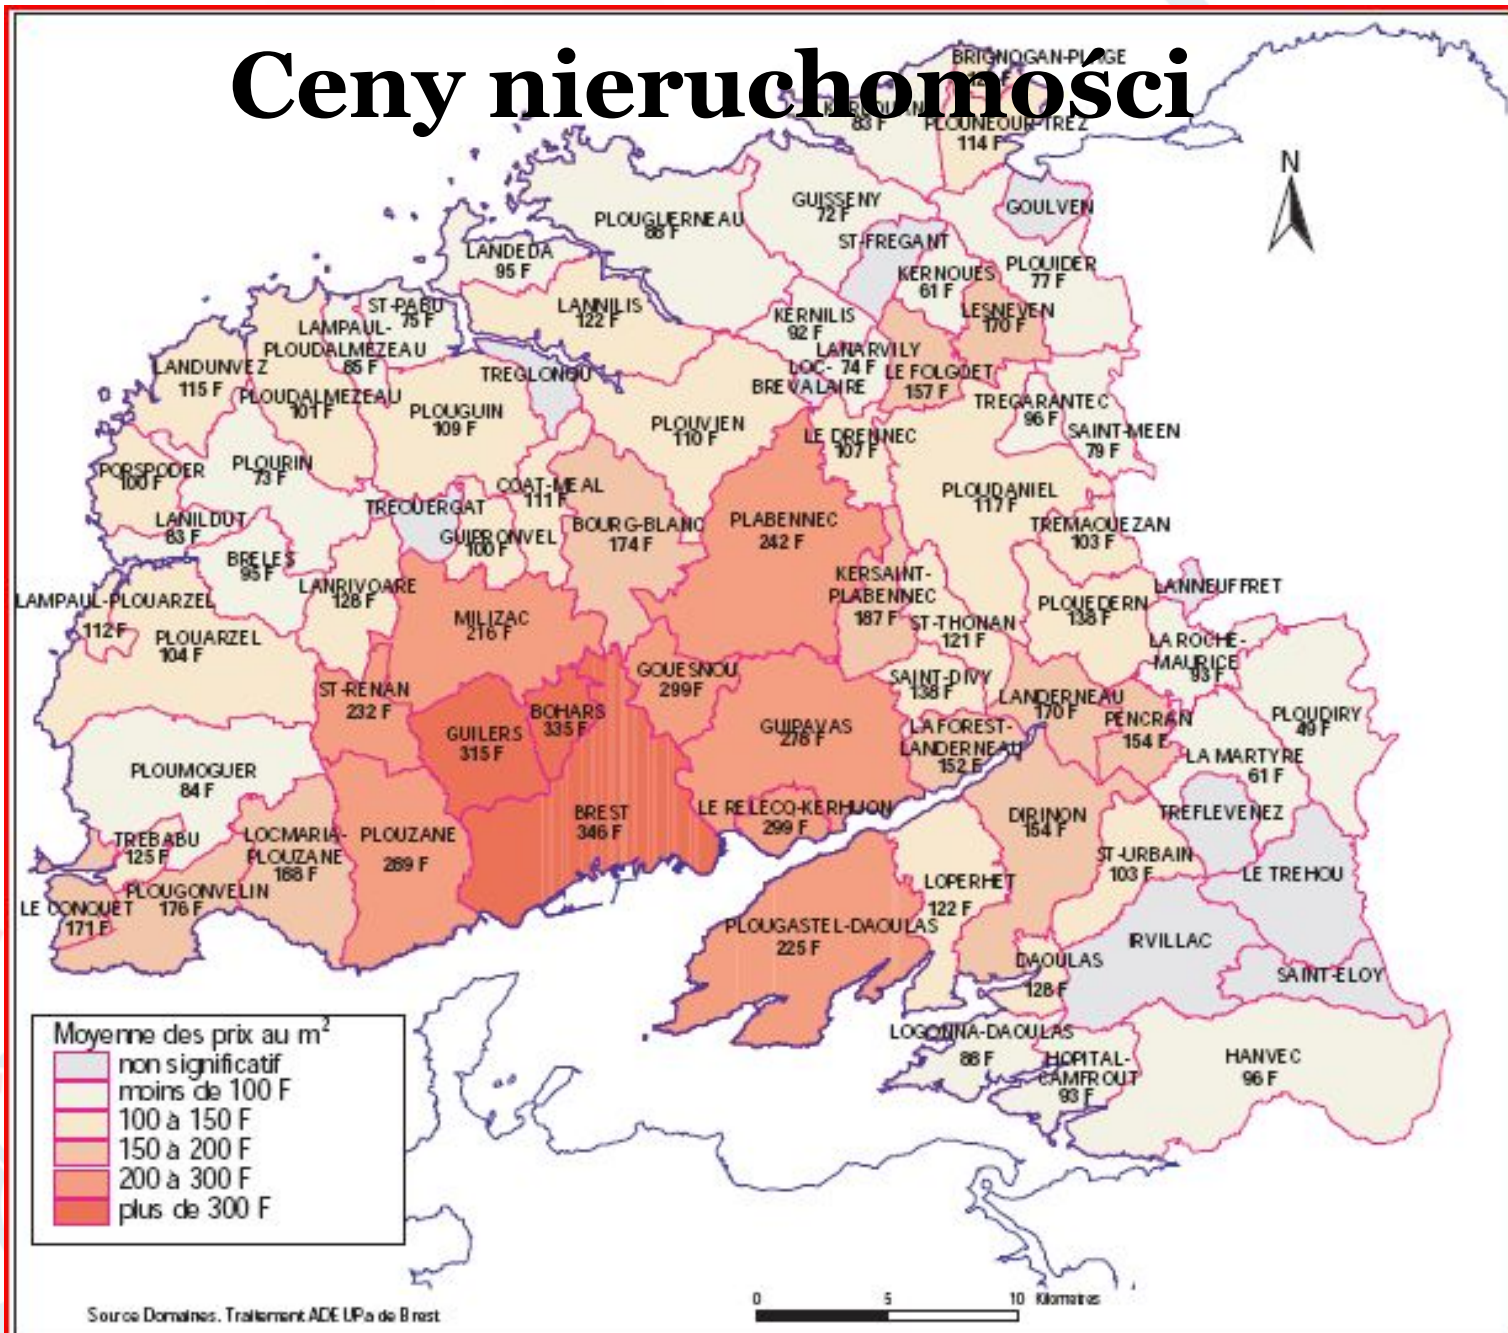 Ceny nieruchomości
BRIGNOGAN-PLAGE
83 F
PLOUNEOUR-TREZ
114 F
N
GUISSENY
72 F
GOULVEN
PLOUGUERNEAU
88 F
ST-FREGANT
LANDEDA
95 F
KERNOUES
61 F
PLOUIDER
77 F
ST-PABU
75 F
LANNILIS
122 F
KERNILIS
92 F
LESNEVEN
170 F
LAMPAUL-
PLOUDALMEZEAU
85 F
LANARVILY
74 F
LANDUNVEZ
115 F
TREGLONOU
LOC-
BREVALAIRE
LE FOLGOET
157 F
PLOUDALMEZEAU
101 F
PLOUGUIN
109 F
TREGARANTEC
96 F
PLOUVIEN
110 F
LE DRENNEC
107 F
SAINT-MEEN
79 F
PORSPODER
100 F
PLOURIN
73 F
COAT-MEAL
111 F
PLOUDANIEL
117 F
LANILDUT
83 F
TREOUERGAT
GUIPRONVEL
100 F
BOURG-BLANC
174 F
PLABENNEC
242 F
TREMAOUEZAN
103 F
BRELES
95 F
LANRIVOARE
128 F
KERSAINT-
PLABENNEC
187 F
LANNEUFFRET
LAMPAUL-PLOUARZEL
112 F
PLOUARZEL
104 F
MILIZAC
216 F
ST-THONAN
121 F
PLOUEDERN
138 F
LA ROCHE-
MAURICE
93 F
GOUESNOU
299 F
SAINT-DIVY
138 F
ST-RENAN
232 F
BOHARS
335 F
LANDERNEAU
170 F
PENCRAN
154 F
PLOUDIRY
49 F
GUILERS
315 F
GUIPAVAS
278 F
LA FOREST-
LANDERNEAU
152 F
LA MARTYRE
61 F
PLOUMOGUER
84 F
BREST
346 F
LE RELECQ-KERHUON
299 F
DIRINON
154 F
TREFLEVENEZ
TREBABU
125 F
LOCMARIA-
PLOUZANE
188 F
PLOUZANE
289 F
ST-URBAIN
103 F
LE TREHOU
PLOUGONVELIN
176 F
LE CONQUET
171 F
LOPERHET
122 F
PLOUGASTEL-DAOULAS
225 F
IRVILLAC
DAOULAS
128 F
SAINT-ELOY
LOGONNA-DAOULAS
88 F
HOPITAL-
CAMFROUT
93 F
HANVEC
96 F
Moyenne des prix au m²
non significatif
moins de 100 F
100 à 150 F
150 à 200 F
200 à 300 F
plus de 300 F
Source Domaines. Traitement ADEUPa de Brest
0 5 10 Kilometres